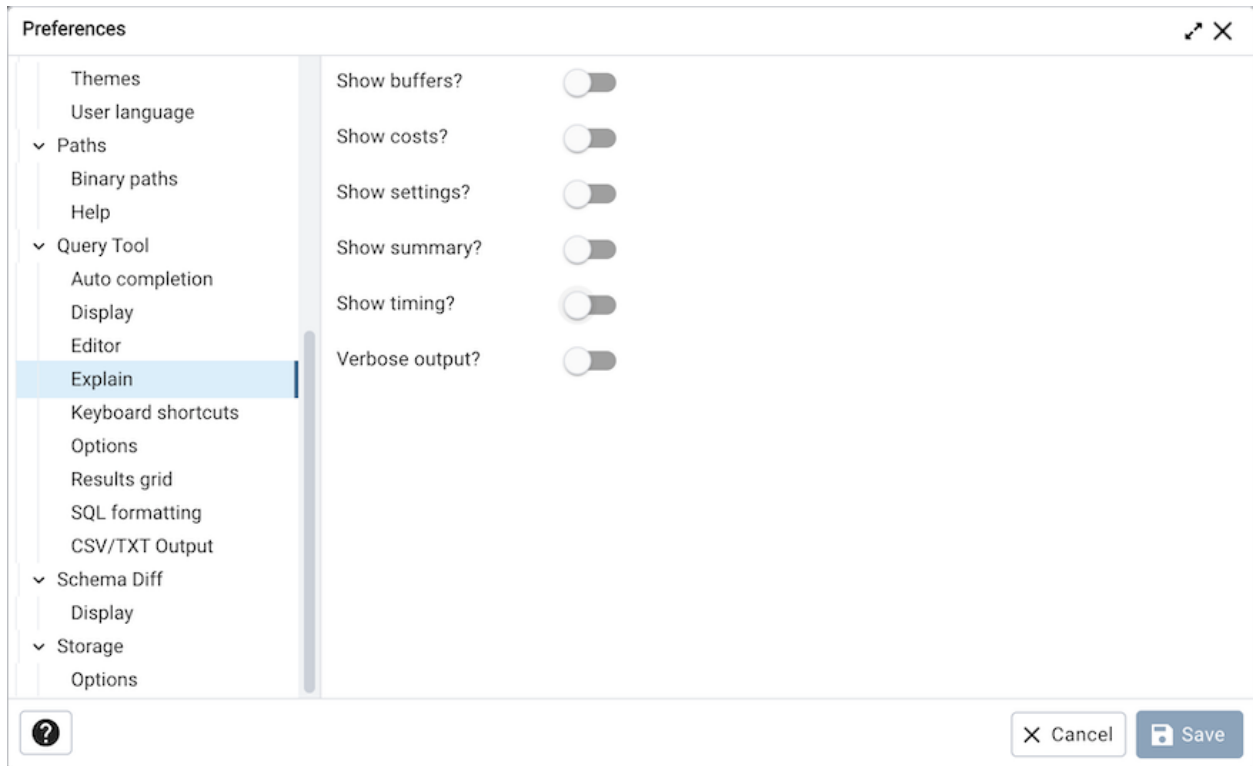 Preferences
Themes
User language
Paths
Binary paths
Help
Query Tool
Auto completion
Display
Editor
Explain
Keyboard shortcuts
Options
Results grid
SQL formatting
CSV/TXT Output
Schema Diff
Display
Storage
Options
Show buffers?
Show costs?
Show settings?
Show summary?
Show timing?
Verbose output?
? Cancel Save